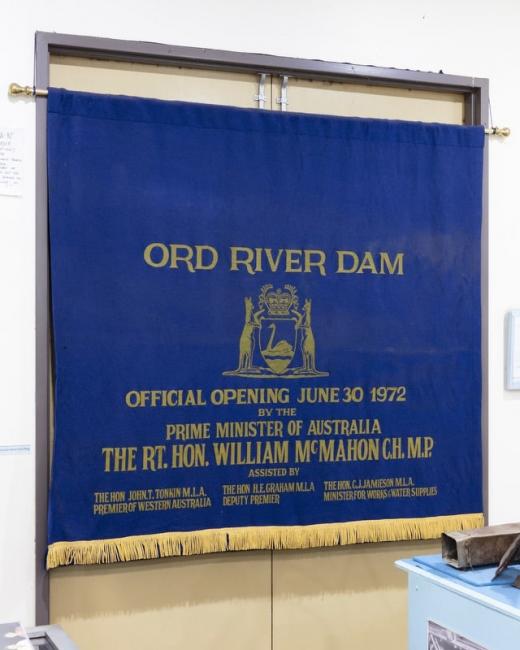 ORD RIVER DAM
OFFICIAL OPENING JUNE 30 1972
BY THE
PRIME MINISTER OF AUSTRALIA
THE RT. HON. WILLIAM McMAHON C.H. M.P.
ASSISTED BY
THE HON JOHN.T. TONKIN M.L.A.
PREMIER OF WESTERN AUSTRALIA
THE HON H.E. GRAHAM M.L.A
DEPUTY PREMIER
THE HON. C.J. JAMIESON M.L.A.
MINISTER FOR WORKS & WATER SUPPLIES